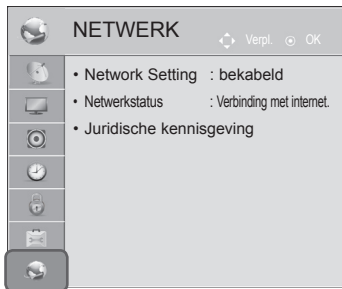 NETWERK
Verpl. OK
• Network Setting : bekabeld
• Netwerkstatus : Verbinding met internet.
• Juridische kennisgeving